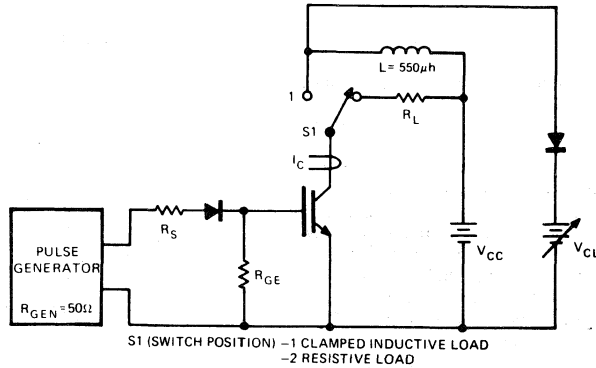 L = 550μh
1
S1
R_L
I_C
R_S
PULSE
GENERATOR
R_GEN = 50Ω
R_GE
V_CC
V_CL
S1 (SWITCH POSITION) –1 CLAMPED INDUCTIVE LOAD
–2 RESISTIVE LOAD